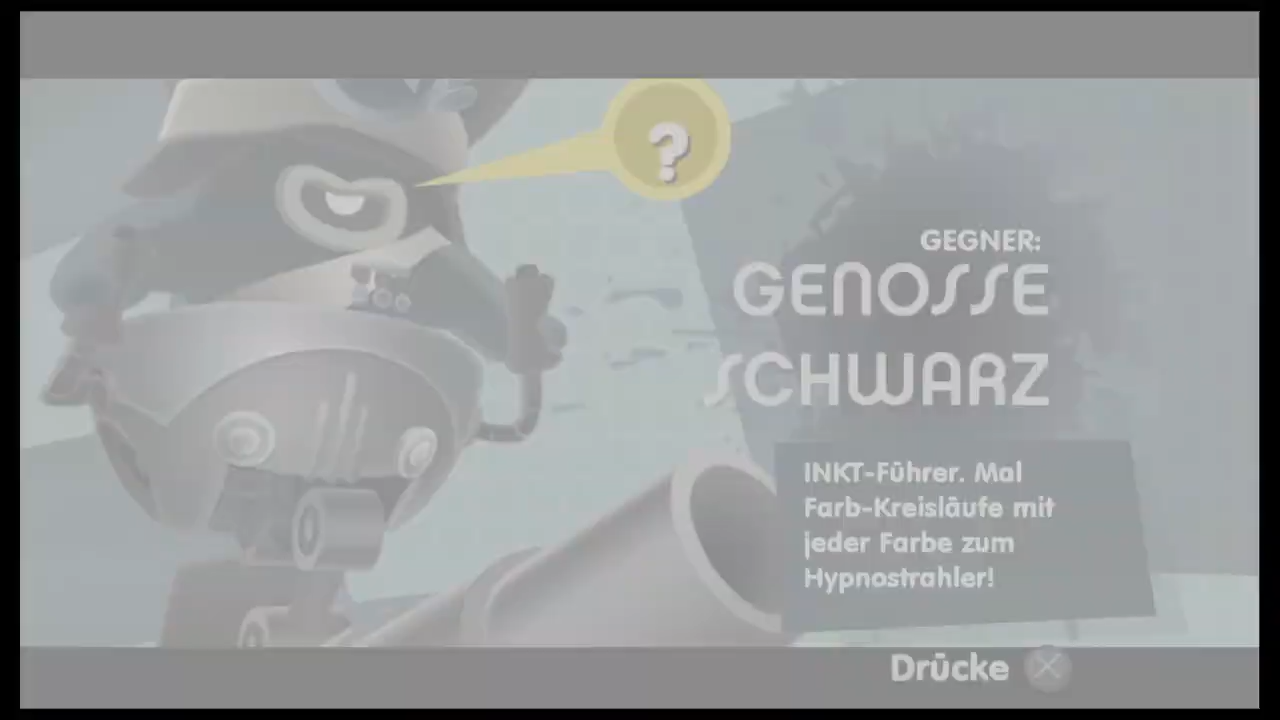 ?
GEGNER:
GENOSSE
SCHWARZ
INKT-Führer. Mal
Farb-Kreisläufe mit
jeder Farbe zum
Hypnostrahler!
Drücke